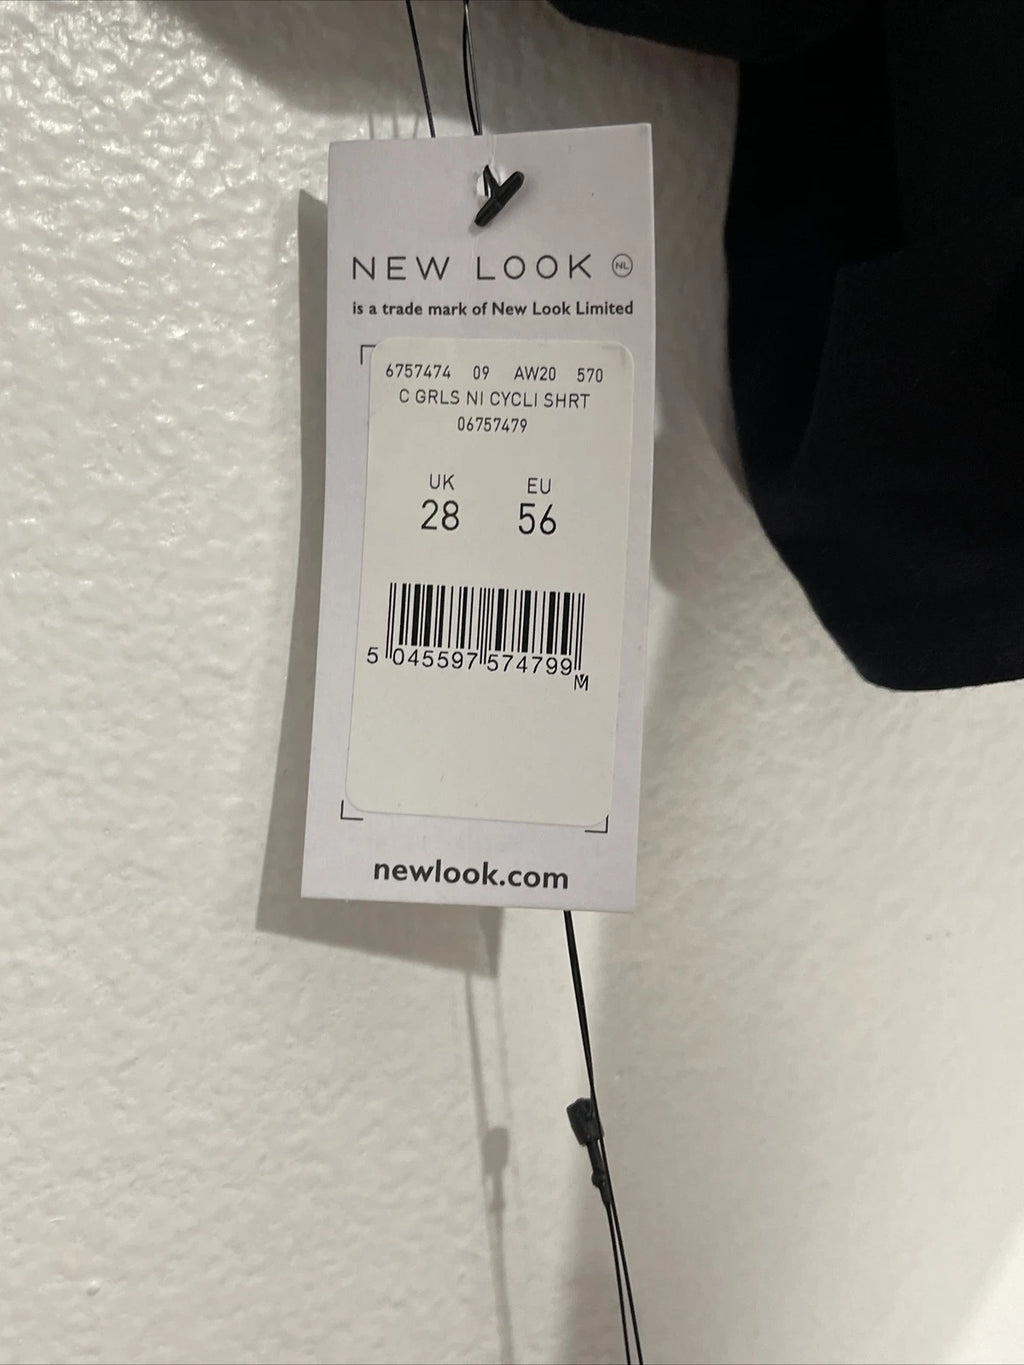 NEW LOOK NL
is a trade mark of New Look Limited
6757474 09 AW20 570
C GRLS NI CYCLI SHRT
06757479
UK EU
28 56
5 045597 574799
M
newlook.com